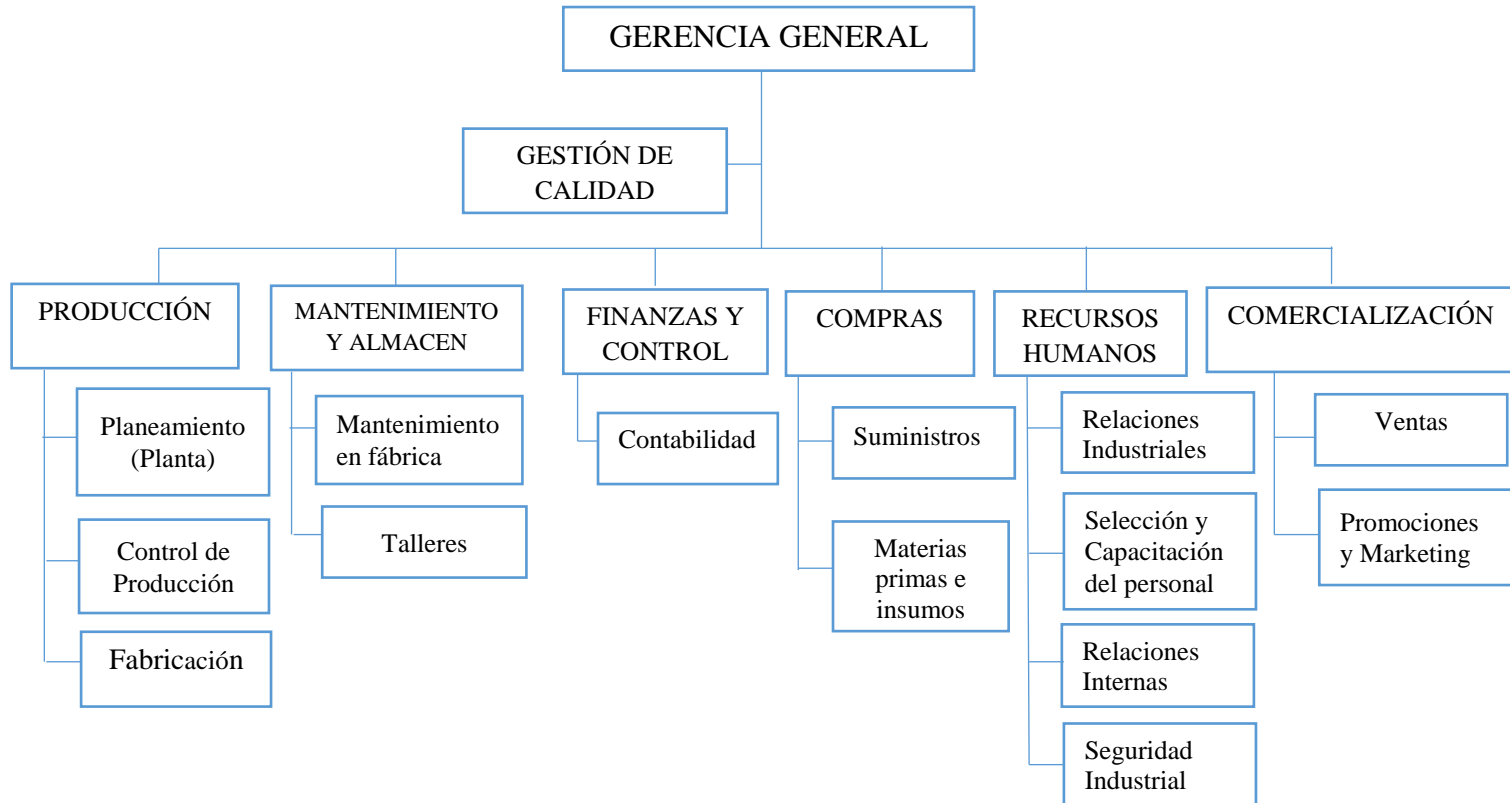 GERENCIA GENERAL
GESTIÓN DE
CALIDAD
PRODUCCIÓN
MANTENIMIENTO
Y ALMACEN
FINANZAS Y
CONTROL
COMPRAS
RECURSOS
HUMANOS
COMERCIALIZACIÓN
Planeamiento
(Planta)
Control de
Producción
Fabricación
Mantenimiento
en fábrica
Talleres
Contabilidad
Suministros
Materias
primas e
insumos
Relaciones
Industriales
Selección y
Capacitación
del personal
Relaciones
Internas
Seguridad
Industrial
Ventas
Promociones
y Marketing